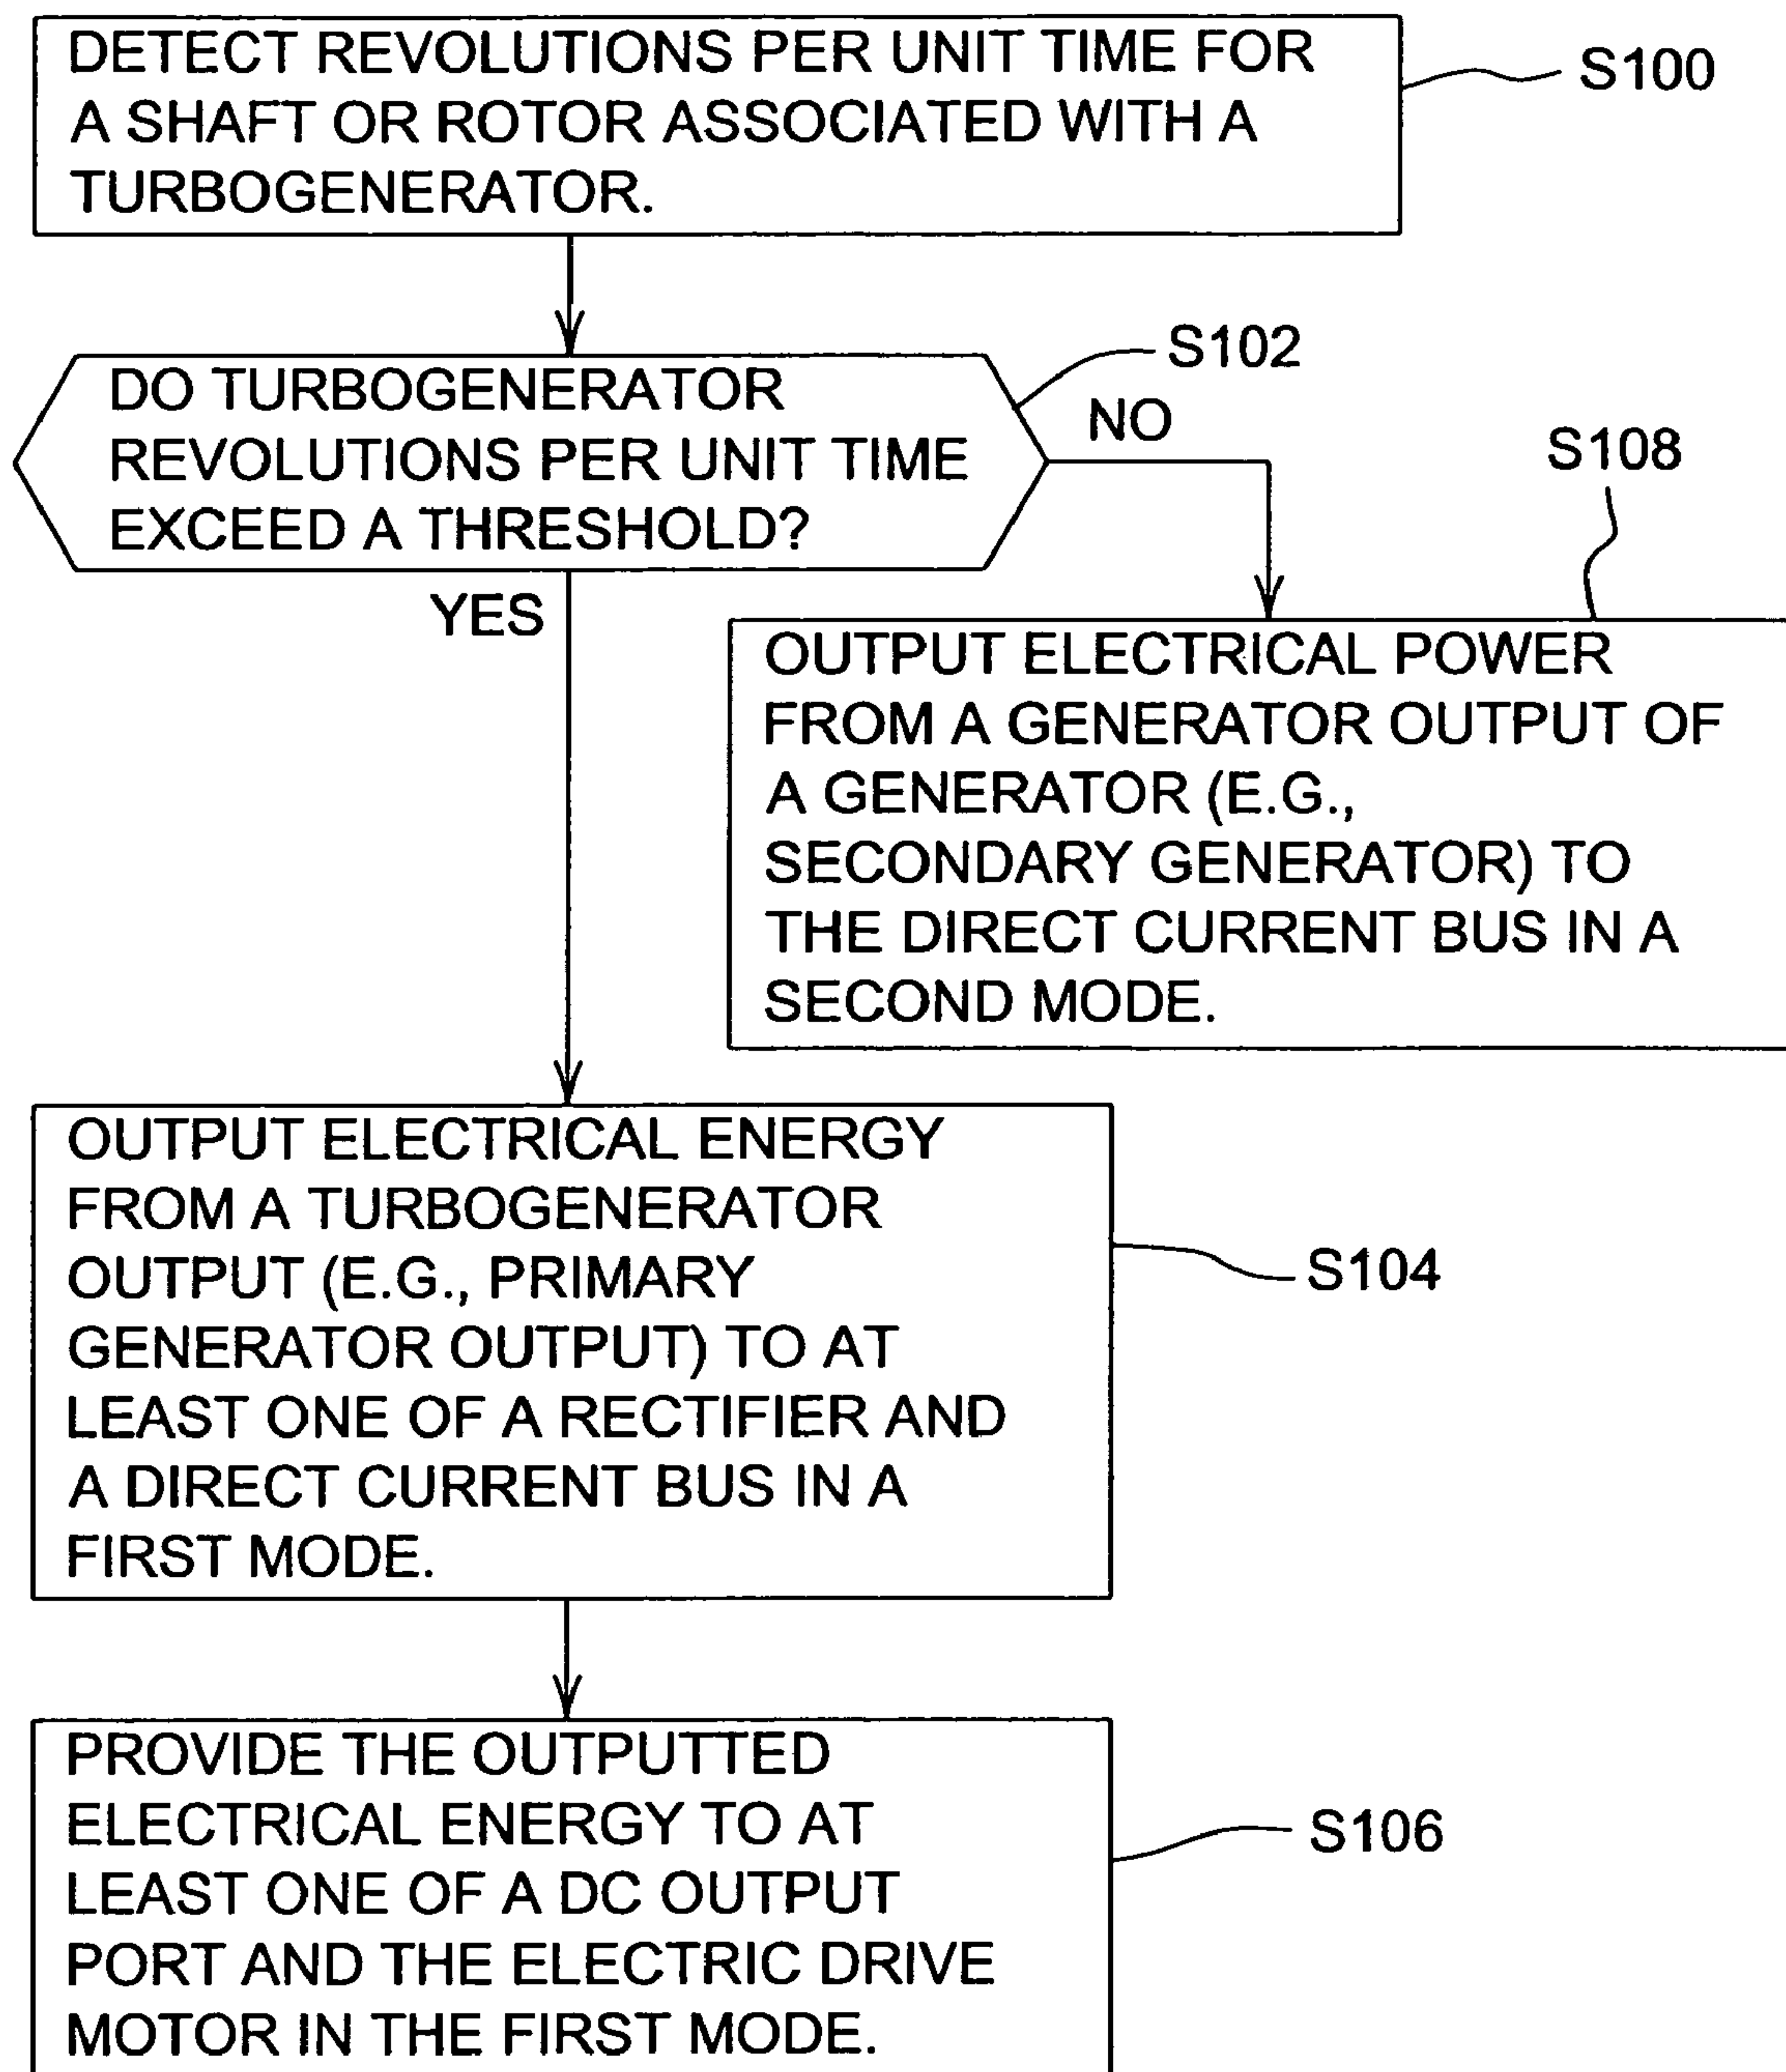 DETECT REVOLUTIONS PER UNIT TIME FOR
A SHAFT OR ROTOR ASSOCIATED WITH A
TURBOGENERATOR.
S100
DO TURBOGENERATOR
REVOLUTIONS PER UNIT TIME
EXCEED A THRESHOLD?
S102
NO
YES
S108
OUTPUT ELECTRICAL POWER
FROM A GENERATOR OUTPUT OF
A GENERATOR (E.G.,
SECONDARY GENERATOR) TO
THE DIRECT CURRENT BUS IN A
SECOND MODE.
OUTPUT ELECTRICAL ENERGY
FROM A TURBOGENERATOR
OUTPUT (E.G., PRIMARY
GENERATOR OUTPUT) TO AT
LEAST ONE OF A RECTIFIER AND
A DIRECT CURRENT BUS IN A
FIRST MODE.
S104
PROVIDE THE OUTPUTTED
ELECTRICAL ENERGY TO AT
LEAST ONE OF A DC OUTPUT
PORT AND THE ELECTRIC DRIVE
MOTOR IN THE FIRST MODE.
S106